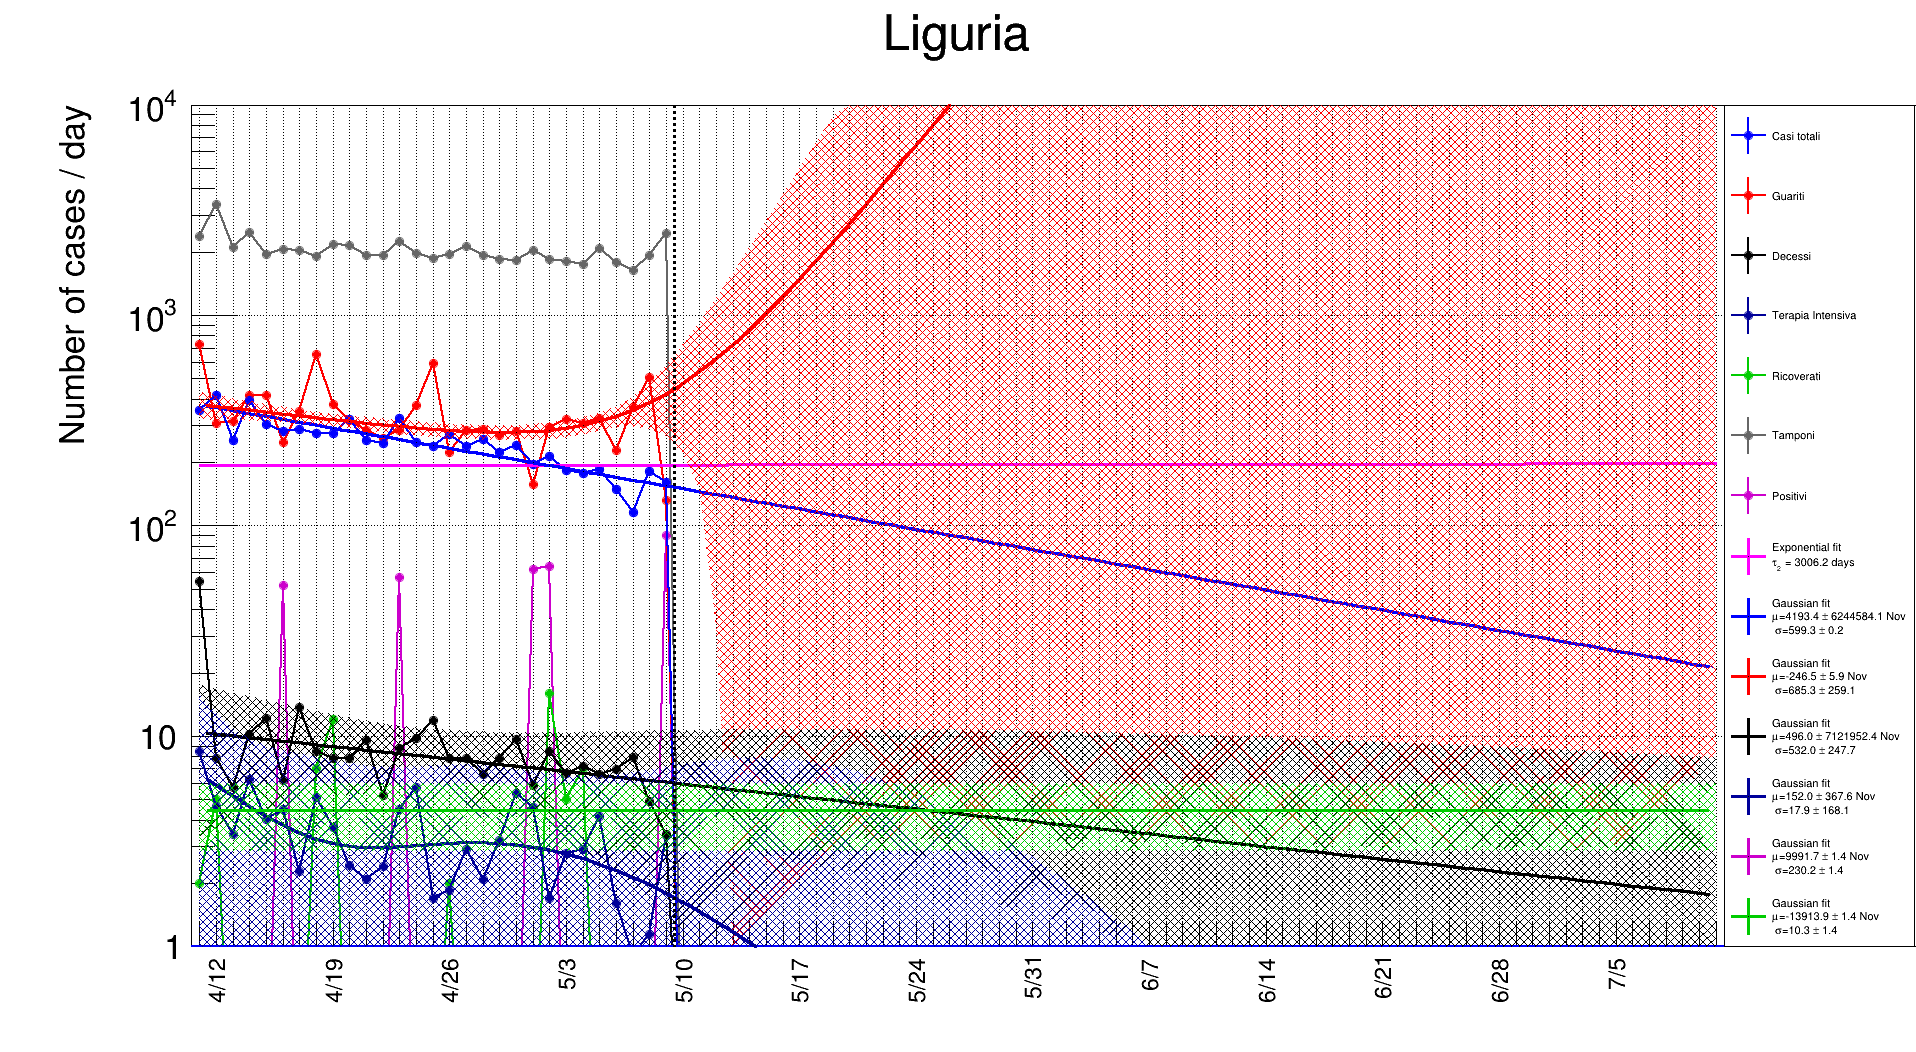 Liguria
Number of cases / day
10^4
10^3
10^2
10
1
4/12
4/19
4/26
5/3
5/10
5/17
5/24
5/31
6/7
6/14
6/21
6/28
7/5
Casi totali
Guariti
Decessi
Terapia Intensiva
Ricoverati
Tamponi
Positivi
Exponential fit
τ₂ = 3006.2 days
Gaussian fit
μ=4193.4 ± 6244584.1 Nov
σ=599.3 ± 0.2
Gaussian fit
μ=-246.5 ± 5.9 Nov
σ=685.3 ± 259.1
Gaussian fit
μ=496.0 ± 7121952.4 Nov
σ=532.0 ± 247.7
Gaussian fit
μ=152.0 ± 367.6 Nov
σ=17.9 ± 168.1
Gaussian fit
μ=9991.7 ± 1.4 Nov
σ=230.2 ± 1.4
Gaussian fit
μ=-13913.9 ± 1.4 Nov
σ=10.3 ± 1.4